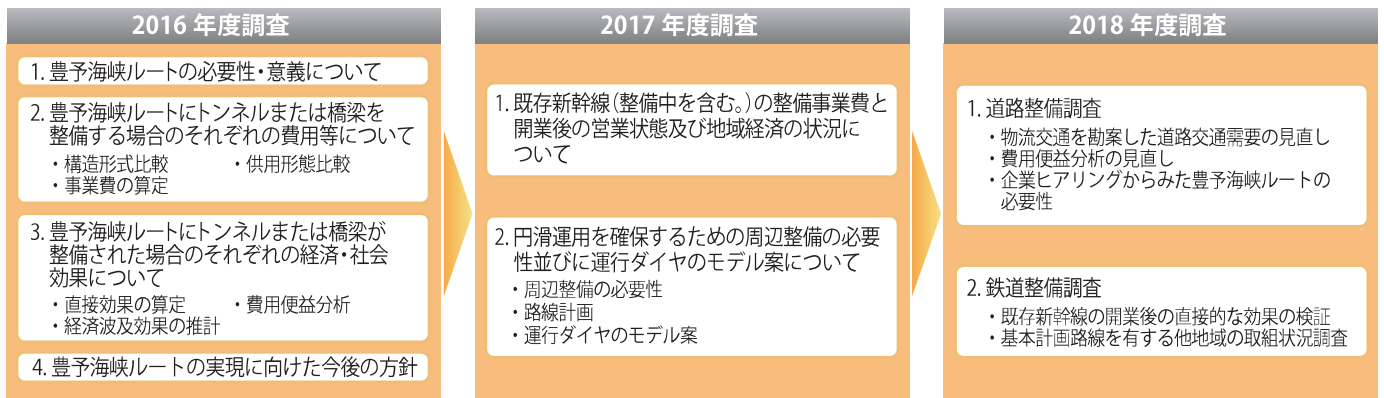 2016 年度調査
1. 豊予海峡ルートの必要性・意義について
2. 豊予海峡ルートにトンネルまたは橋梁を
整備する場合のそれぞれの費用等について
・構造形式比較 ・供用形態比較
・事業費の算定
3. 豊予海峡ルートにトンネルまたは橋梁が
整備された場合のそれぞれの経済・社会
効果について
・直接効果の算定 ・費用便益分析
・経済波及効果の推計
4. 豊予海峡ルートの実現に向けた今後の方針
2017 年度調査
1. 既存新幹線(整備中を含む。)の整備事業費と
開業後の営業状態及び地域経済の状況に
ついて
2. 円滑運用を確保するための周辺整備の必要
性並びに運行ダイヤのモデル案について
・周辺整備の必要性
・路線計画
・運行ダイヤのモデル案
2018 年度調査
1. 道路整備調査
・物流交通を勘案した道路交通需要の見直し
・費用便益分析の見直し
・企業ヒアリングからみた豊予海峡ルートの
必要性
2. 鉄道整備調査
・既存新幹線の開業後の直接的な効果の検証
・基本計画路線を有する他地域の取組状況調査